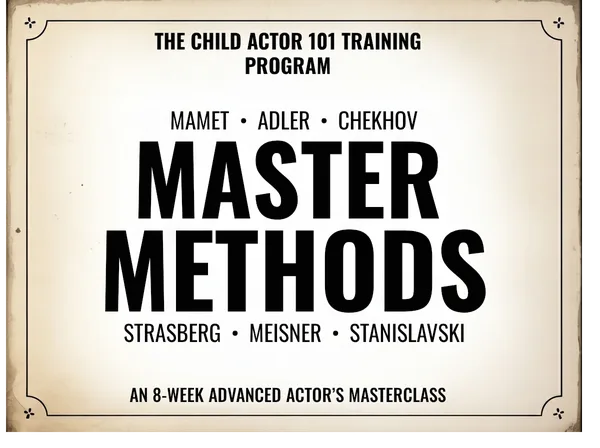 THE CHILD ACTOR 101 TRAINING
PROGRAM
MAMET • ADLER • CHEKHOV
MASTER
METHODS
STRASBERG • MEISNER • STANISLAVSKI
AN 8-WEEK ADVANCED ACTOR'S MASTERCLASS